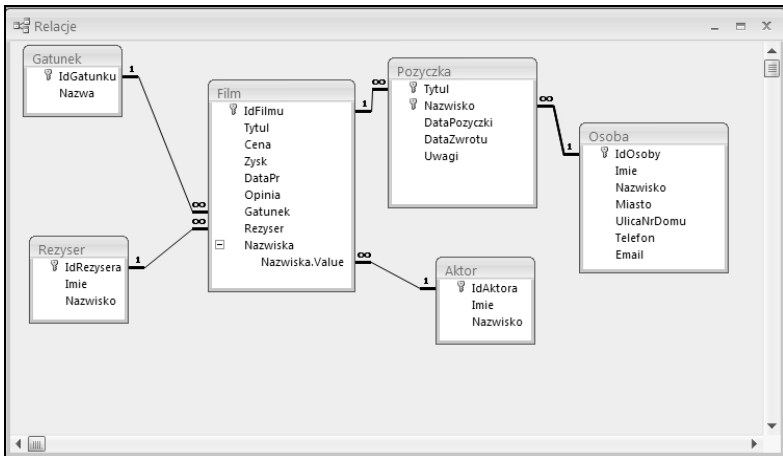 Relacje
Gatunek
IdGatunku
Nazwa
1
Film
IdFilmu
Tytul
Cena
Zysk
DataPr
Opinia
Gatunek
Rezyser
Nazwiska
Nazwiska.Value
∞
∞
1
∞
Pozyczka
Tytul
Nazwisko
DataPozyczki
DataZwrotu
Uwagi
∞
∞
1
Osoba
IdOsoby
Imie
Nazwisko
Miasto
UlicaNrDomu
Telefon
Email
Rezyser
IdRezysera
Imie
Nazwisko
1
Aktor
IdAktora
Imie
Nazwisko
1